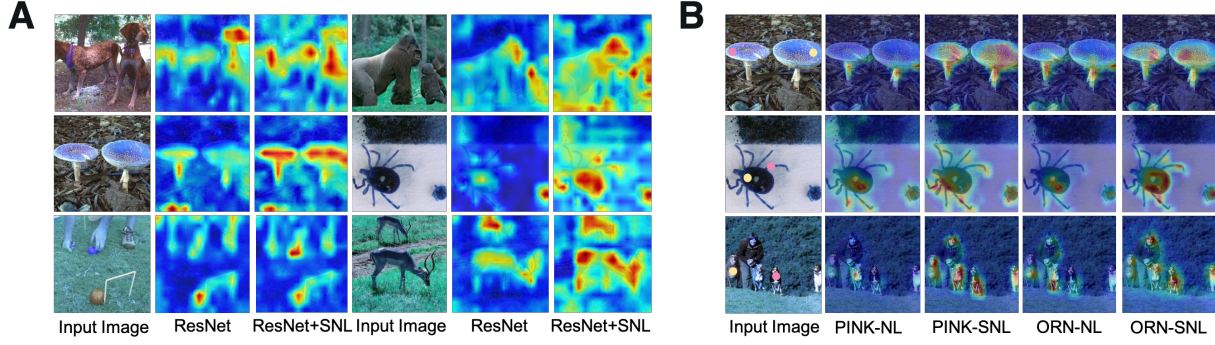 A
B
Input Image ResNet ResNet+SNL Input Image ResNet ResNet+SNL
Input Image PINK-NL PINK-SNL ORN-NL ORN-SNL